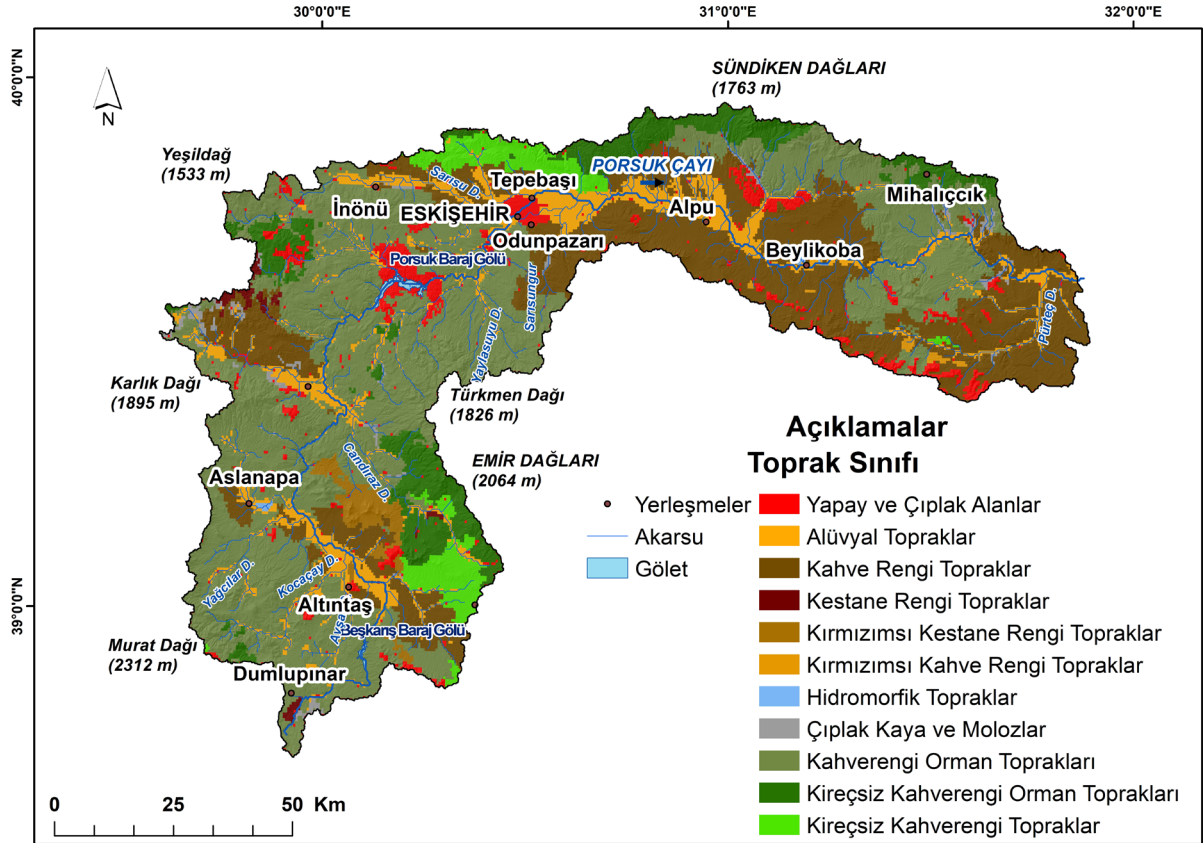 30°0'0"E
31°0'0"E
32°0'0"E
40°0'0"N
39°0'0"N
N
SÜNDİKEN DAĞLARI
(1763 m)
Yeşildağ
(1533 m)
PORSUK ÇAYI
Sarısu D.
Tepebaşı
Mihalıçcık
İnönü
ESKİŞEHİR
Alpu
Odunpazarı
Beylikoba
Porsuk Baraj Gölü
Sarısungur
Pürteç D.
Yaylasuyu D.
Karlık Dağı
(1895 m)
Türkmen Dağı
(1826 m)
EMİR DAĞLARI
(2064 m)
Candıraz D.
Aslanapa
Yağcılar D.
Kocaçay D.
Altıntaş
Beşkarış Baraj Gölü
Murat Dağı
(2312 m)
Dumlupınar
Açıklamalar
Toprak Sınıfı
Yerleşmeler
Akarsu
Gölet
Yapay ve Çıplak Alanlar
Alüvyal Topraklar
Kahve Rengi Topraklar
Kestane Rengi Topraklar
Kırmızımsı Kestane Rengi Topraklar
Kırmızımsı Kahve Rengi Topraklar
Hidromorfik Topraklar
Çıplak Kaya ve Molozlar
Kahverengi Orman Toprakları
Kireçsiz Kahverengi Orman Toprakları
Kireçsiz Kahverengi Topraklar
0 25 50 Km